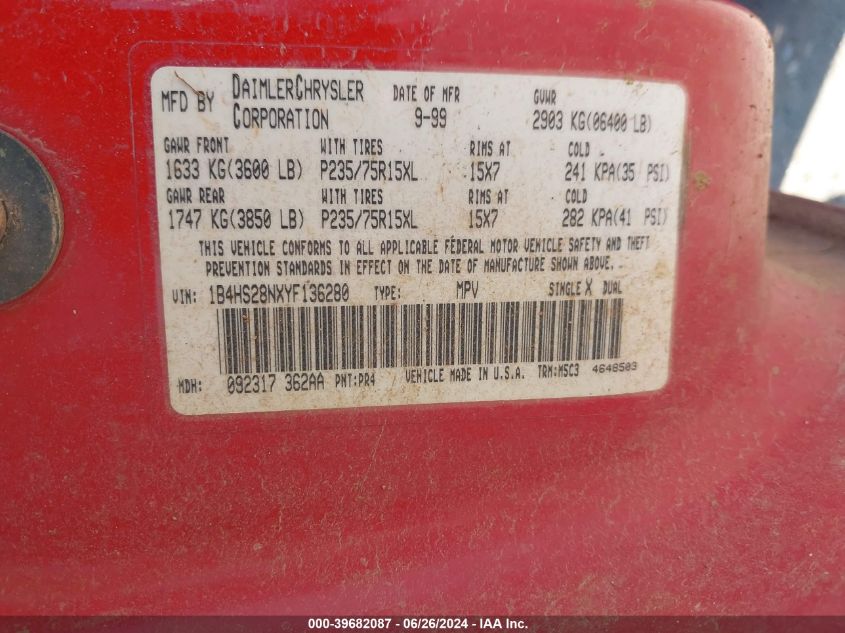 MFD BY DAIMLERCHRYSLER CORPORATION DATE OF MFR 9-99 GVWR 2903 KG(06400 LB)
GAWR FRONT WITH TIRES RIMS AT COLD
1633 KG(3600 LB) P235/75R15XL 15X7 241 KPA(35 PSI)
GAWR REAR WITH TIRES RIMS AT COLD
1747 KG(3850 LB) P235/75R15XL 15X7 282 KPA(41 PSI)
THIS VEHICLE CONFORMS TO ALL APPLICABLE FEDERAL MOTOR VEHICLE SAFETY AND THEFT
PREVENTION STANDARDS IN EFFECT ON THE DATE OF MANUFACTURE SHOWN ABOVE.
VIN: 1B4HS28NXYF136280 TYPE: MPV SINGLE X DUAL
MDH: 092317 362AA PNT:PR4 VEHICLE MADE IN U.S.A. TRM:M5C3 4648503
000-39682087 - 06/26/2024 - IAA, Inc.